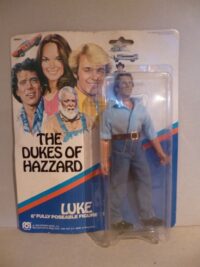 THE
DUKES OF
HAZZARD
LUKE
8" FULLY POSEABLE FIGURE